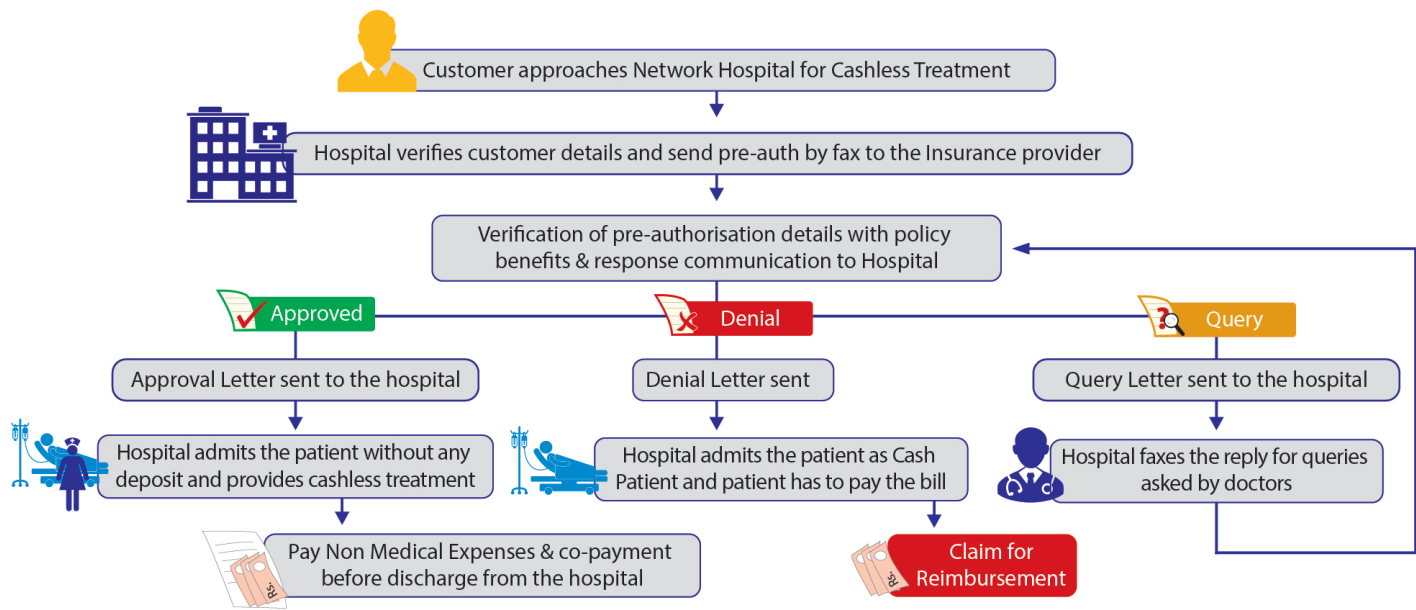 Customer approaches Network Hospital for Cashless Treatment
Hospital verifies customer details and send pre-auth by fax to the Insurance provider
Verification of pre-authorisation details with policy
benefits & response communication to Hospital
Approved
Denial
?
Query
Approval Letter sent to the hospital
Denial Letter sent
Query Letter sent to the hospital
Hospital admits the patient without any
deposit and provides cashless treatment
Hospital admits the patient as Cash
Patient and patient has to pay the bill
Hospital faxes the reply for queries
asked by doctors
Rs.
Pay Non Medical Expenses & co-payment
before discharge from the hospital
Rs.
Claim for
Reimbursement